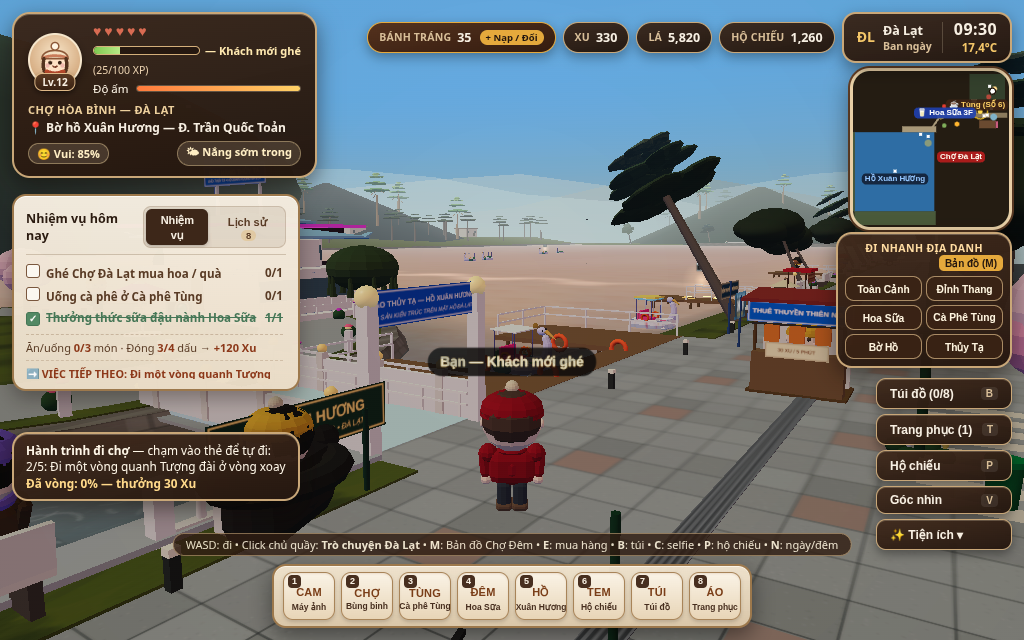 ♥♥♥♥♥
— Khách mới ghé
(25/100 XP)
Lv.12
Độ ấm
CHỢ HÒA BÌNH — ĐÀ LẠT
📍 Bờ hồ Xuân Hương — Đ. Trần Quốc Toản
😊 Vui: 85%
🌤 Nắng sớm trong
BÁNH TRÁNG 35 + Nạp / Đổi
XU 330
LÁ 5,820
HỘ CHIẾU 1,260
ĐL Đà Lạt 09:30
Ban ngày 17,4°C
☕ Tùng (Số 6)
🥛 Hoa Sữa 3F
Chợ Đà Lạt
Hồ Xuân Hương
ĐI NHANH ĐỊA DANH
Bản đồ (M)
Toàn Cảnh
Đỉnh Thang
Hoa Sữa
Cà Phê Tùng
Bờ Hồ
Thủy Tạ
Nhiệm vụ hôm nay
Nhiệm vụ
Lịch sử 8
Ghé Chợ Đà Lạt mua hoa / quà 0/1
Uống cà phê ở Cà phê Tùng 0/1
✓ Thưởng thức sữa đậu nành Hoa Sữa 1/1
Ăn/uống 0/3 món · Đóng 3/4 dấu → +120 Xu
➡️ VIỆC TIẾP THEO: Đi một vòng quanh Tượng
Hành trình đi chợ — chạm vào thẻ để tự đi:
2/5: Đi một vòng quanh Tượng đài ở vòng xoay
Đã vòng: 0% — thưởng 30 Xu
THỦY TẠ — HỒ XUÂN HƯƠNG
HƯƠNG
ĐÀ LẠT
THUÊ THUYỀN THIÊN N
Bạn — Khách mới ghé
Túi đồ (0/8) B
Trang phục (1) T
Hộ chiếu P
Góc nhìn V
✨ Tiện ích ▾
WASD: đi • Click chủ quầy: Trò chuyện Đà Lạt • M: Bản đồ Chợ Đêm • E: mua hàng • B: túi • C: selfie • P: hộ chiếu • N: ngày/đêm
1 CAM Máy ảnh
2 CHỢ Bùng binh
3 TÙNG Cà phê Tùng
4 ĐÊM Hoa Sữa
5 HỒ Xuân Hương
6 TEM Hộ chiếu
7 TÚI Túi đồ
8 ÁO Trang phục